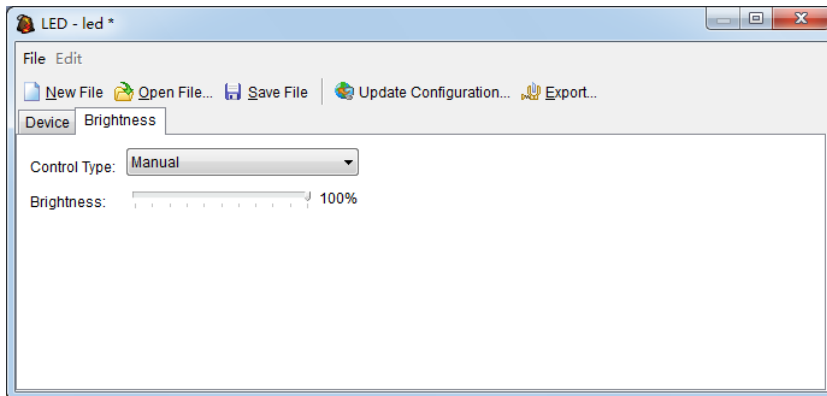 LED - led *
File Edit
New File Open File... Save File Update Configuration... Export...
Device Brightness
Control Type: Manual
Brightness: 100%